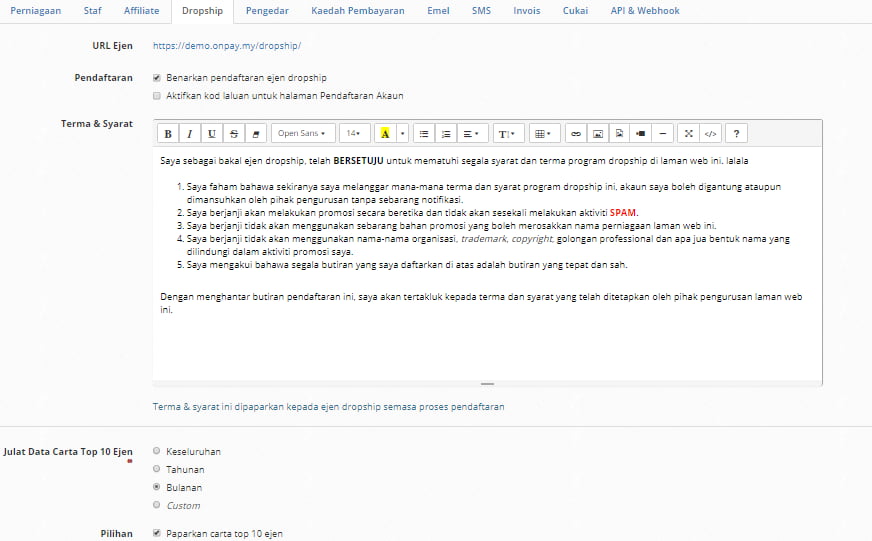 Perniagaan Staf Affiliate Dropship Pengedar Kaedah Pembayaran Emel SMS Invois Cukai API & Webhook
URL Ejen https://demo.onpay.my/dropship/
Pendaftaran Benarkan pendaftaran ejen dropship
Aktifkan kod laluan untuk halaman Pendaftaran Akaun
Terma & Syarat
B I U S Open Sans 14 A T </> ?
Saya sebagai bakal ejen dropship, telah BERSETUJU untuk mematuhi segala syarat dan terma program dropship di laman web ini. lalala
1. Saya faham bahawa sekiranya saya melanggar mana-mana terma dan syarat program dropship ini, akaun saya boleh digantung ataupun
dimansuhkan oleh pihak pengurusan tanpa sebarang notifikasi.
2. Saya berjanji akan melakukan promosi secara beretika dan tidak akan sesekali melakukan aktiviti SPAM.
3. Saya berjanji tidak akan menggunakan sebarang bahan promosi yang boleh merosakkan nama perniagaan laman web ini.
4. Saya berjanji tidak akan menggunakan nama-nama organisasi, trademark, copyright, golongan professional dan apa jua bentuk nama yang
dilindungi dalam aktiviti promosi saya.
5. Saya mengakui bahawa segala butiran yang saya daftarkan di atas adalah butiran yang tepat dan sah.
Dengan menghantar butiran pendaftaran ini, saya akan tertakluk kepada terma dan syarat yang telah ditetapkan oleh pihak pengurusan laman web
ini.
Terma & syarat ini dipaparkan kepada ejen dropship semasa proses pendaftaran
Julat Data Carta Top 10 Ejen Keseluruhan
Tahunan
Bulanan
Custom
Pilihan Paparkan carta top 10 ejen